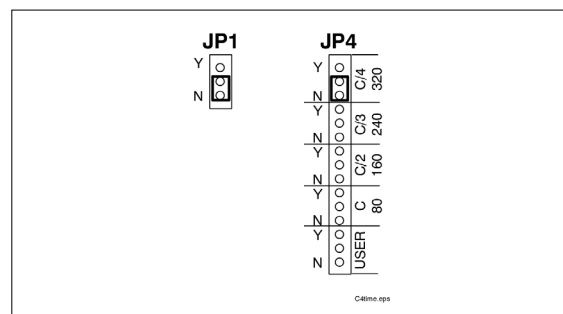 JP1
Y
N
JP4
Y
N
C/4
320
Y
N
C/3
240
Y
N
C/2
160
Y
N
C
80
Y
N
USER
C4time.eps